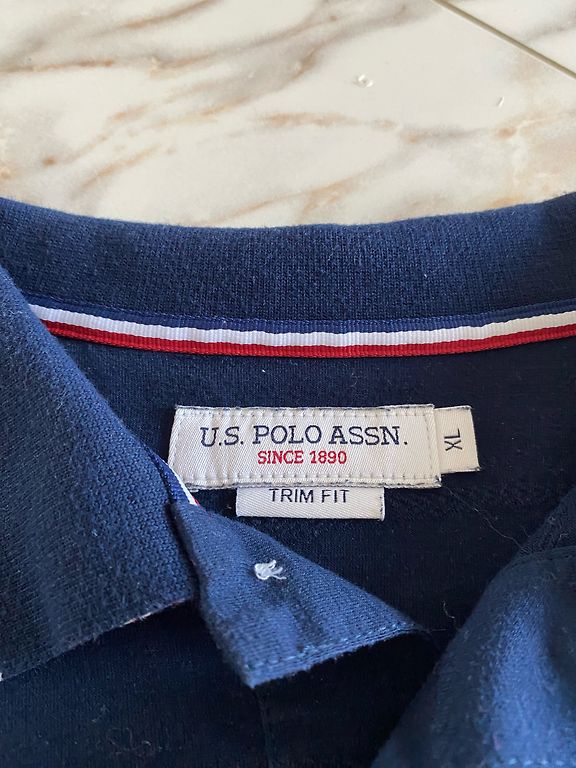 U.S. POLO ASSN.
SINCE 1890
XL
TRIM FIT